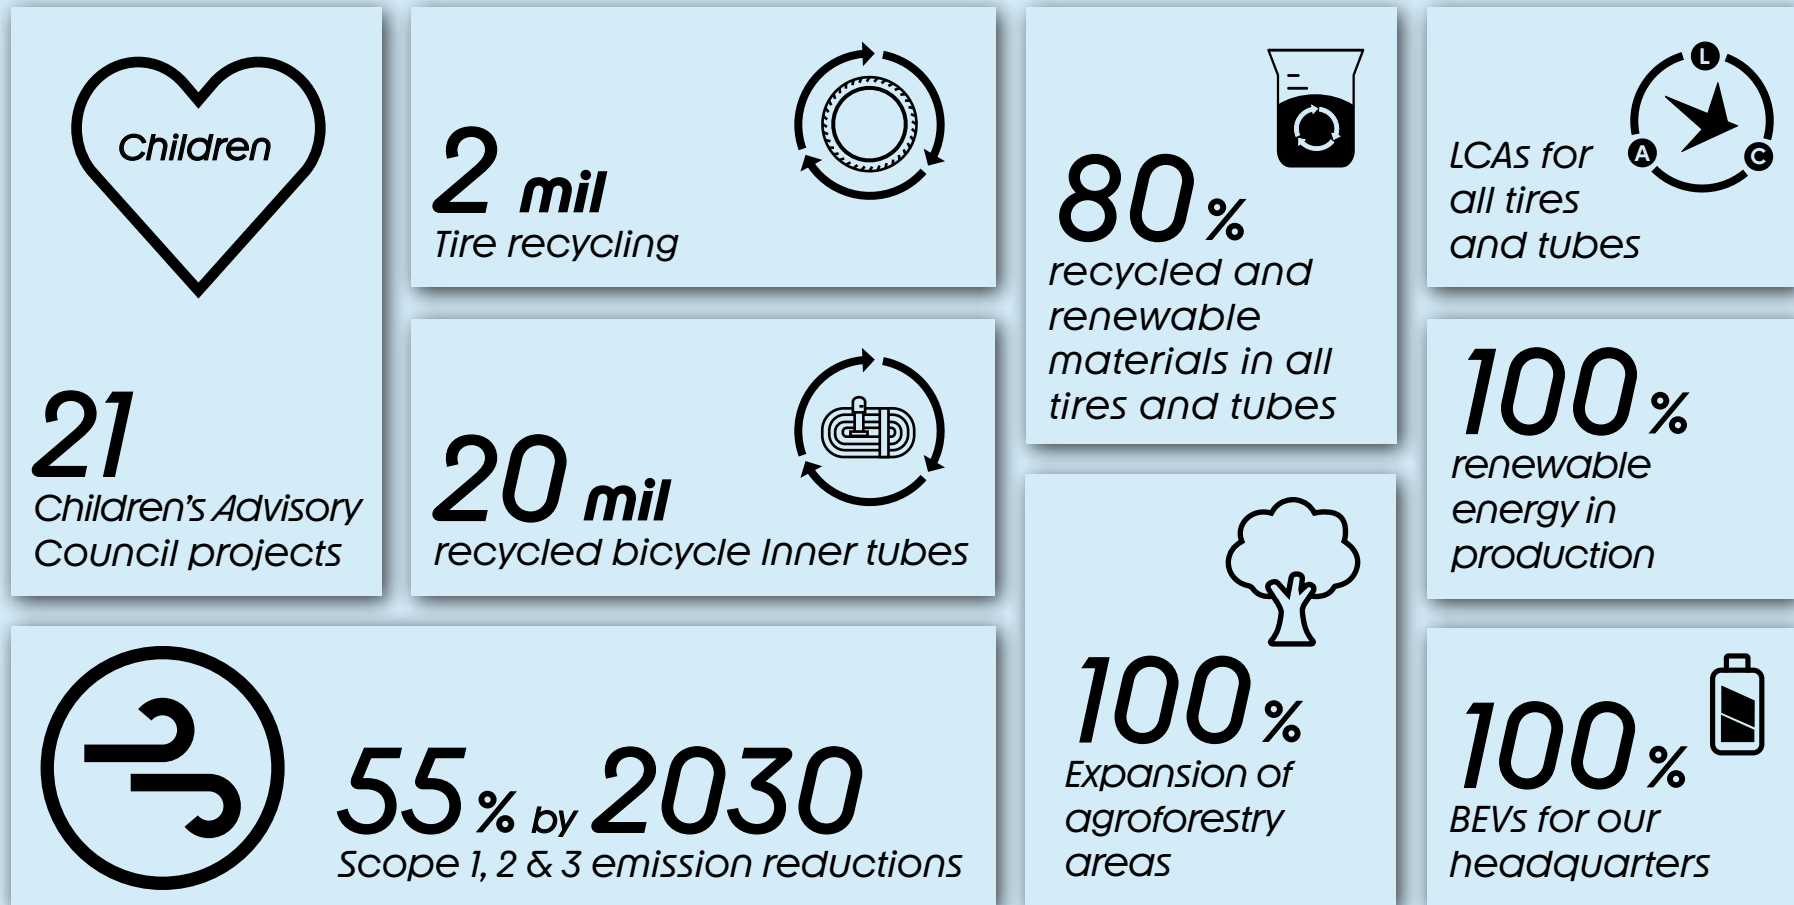 Children
21
Children's Advisory
Council projects
2 mil
Tire recycling
20 mil
recycled bicycle Inner tubes
55% by 2030
Scope 1, 2 & 3 emission reductions
80%
recycled and
renewable
materials in all
tires and tubes
100%
Expansion of
agroforestry
areas
L
A
C
LCAs for
all tires
and tubes
100%
renewable
energy in
production
100%
BEVs for our
headquarters